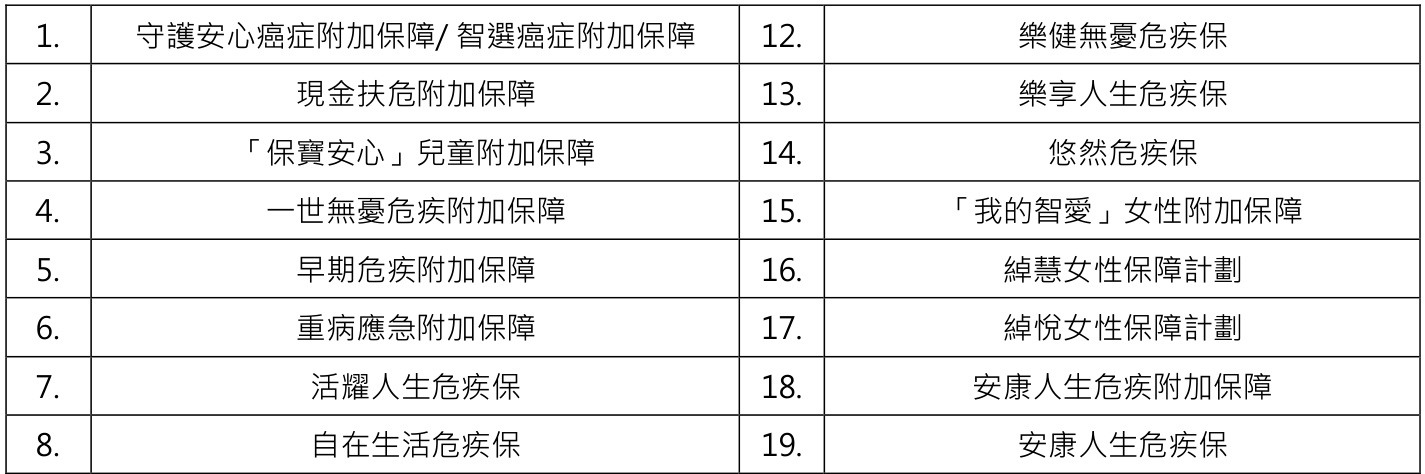 1. 守護安心癌症附加保障/ 智選癌症附加保障 12. 樂健無憂危疾保
2. 現金扶危附加保障 13. 樂享人生危疾保
3. 「保寶安心」兒童附加保障 14. 悠然危疾保
4. 一世無憂危疾附加保障 15. 「我的智愛」女性附加保障
5. 早期危疾附加保障 16. 綽慧女性保障計劃
6. 重病應急附加保障 17. 綽悅女性保障計劃
7. 活耀人生危疾保 18. 安康人生危疾附加保障
8. 自在生活危疾保 19. 安康人生危疾保